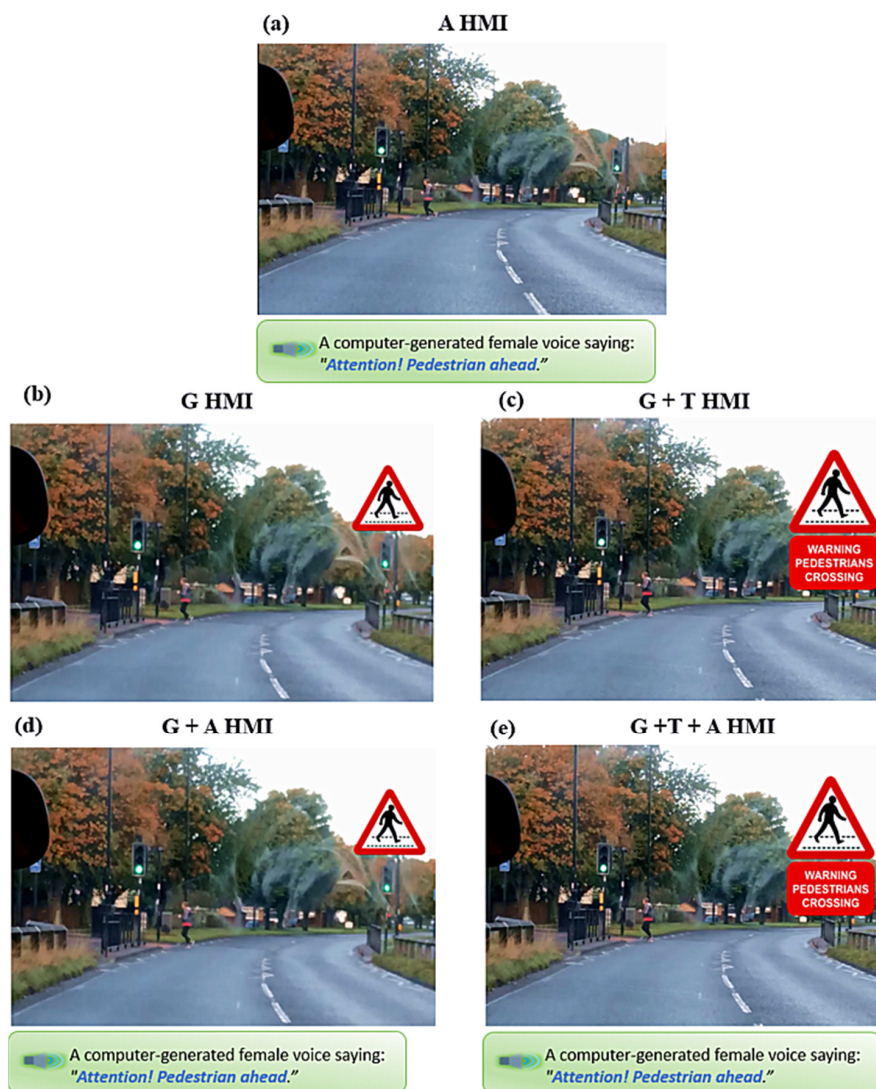 (a) A HMI
A computer-generated female voice saying:
"Attention! Pedestrian ahead.”
(b) G HMI
(c) G + T HMI
WARNING
PEDESTRIANS
CROSSING
(d) G + A HMI
(e) G +T + A HMI
WARNING
PEDESTRIANS
CROSSING
A computer-generated female voice saying:
"Attention! Pedestrian ahead.”
A computer-generated female voice saying:
"Attention! Pedestrian ahead.”